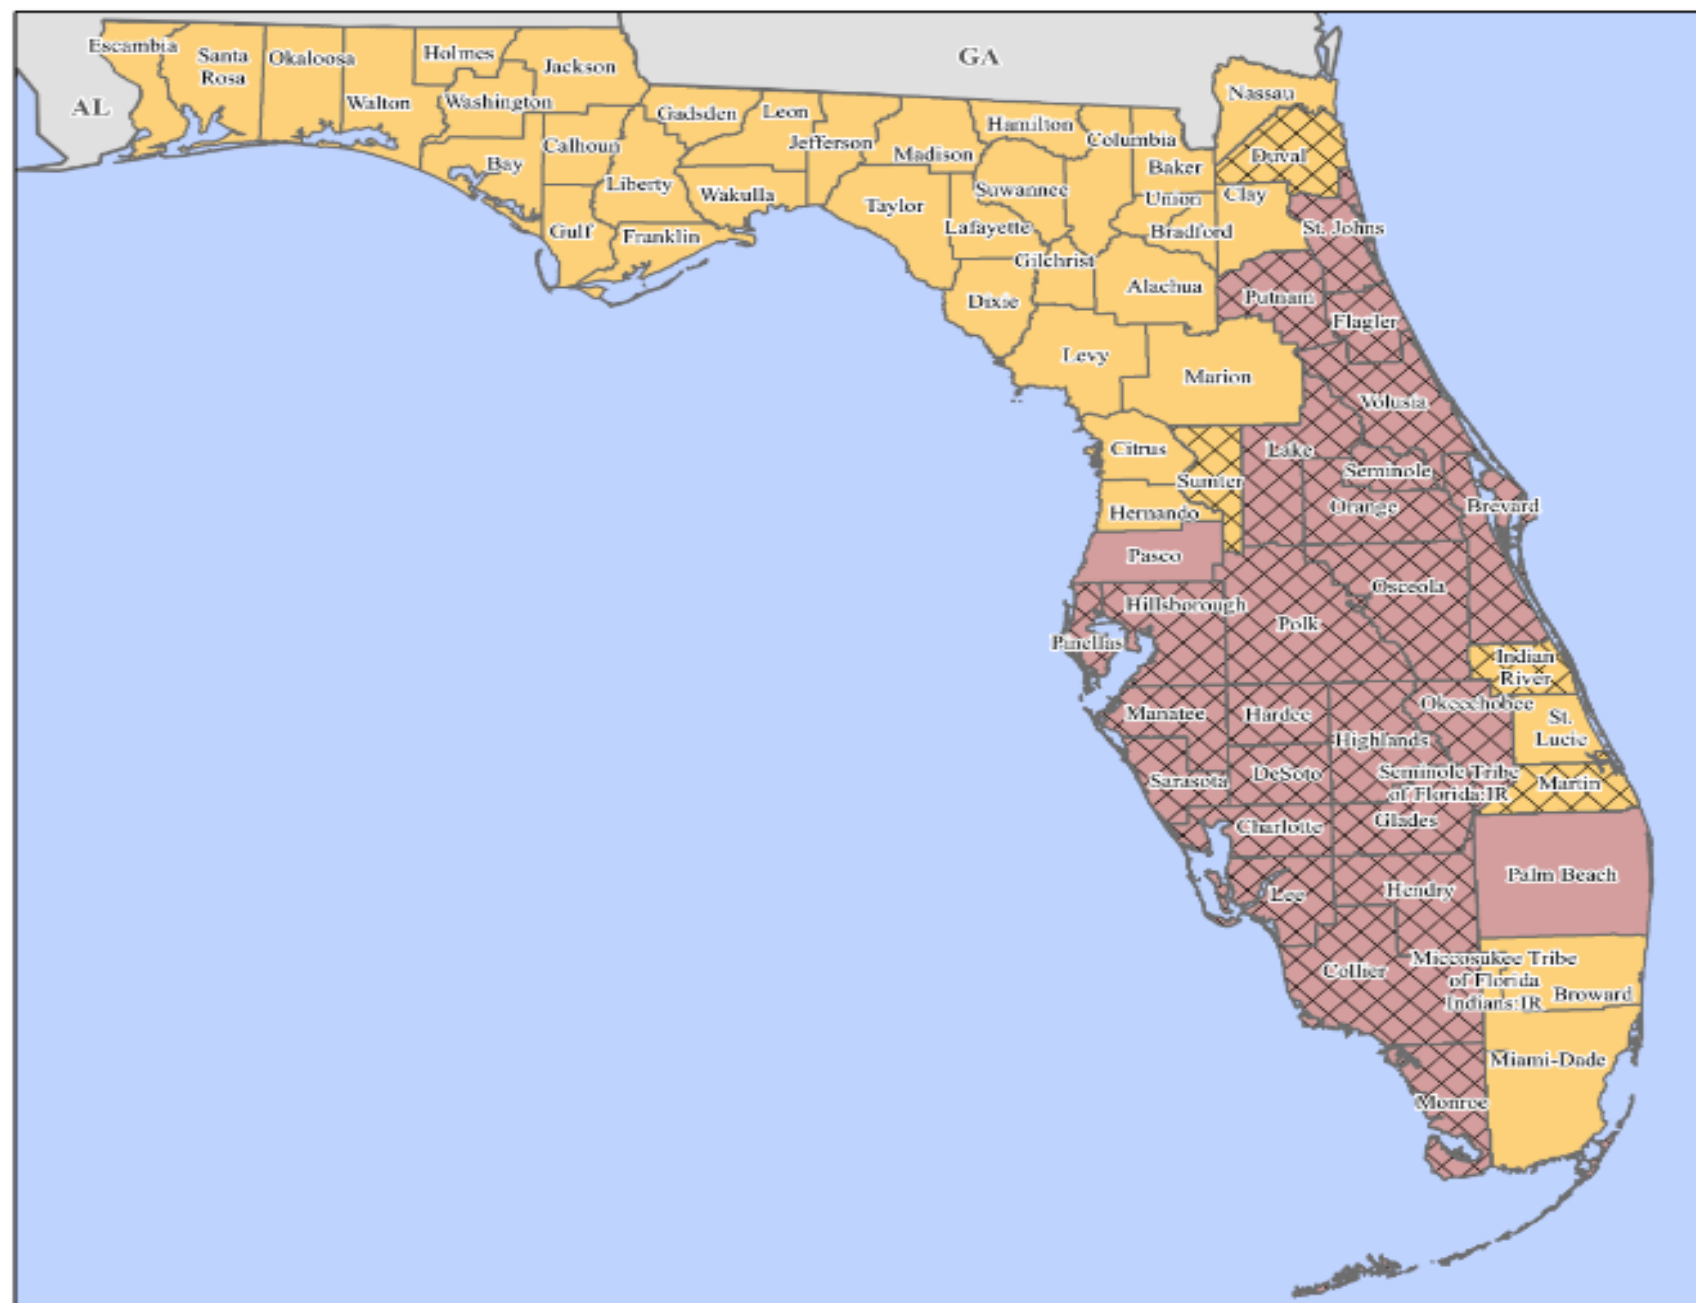 AL
GA
Escambia
Santa
Rosa
Okaloosa
Walton
Holmes
Washington
Jackson
Bay
Calhoun
Gulf
Liberty
Franklin
Gadsden
Leon
Wakulla
Jefferson
Madison
Taylor
Hamilton
Suwannee
Lafayette
Columbia
Baker
Union
Bradford
Nassau
Duval
Clay
St. Johns
Gilchrist
Dixie
Alachua
Putnam
Flagler
Levy
Marion
Volusia
Citrus
Sumter
Lake
Seminole
Hernando
Orange
Brevard
Pasco
Osceola
Hillsborough
Polk
Pinellas
Indian
River
Manatee
Hardee
Okeechobee
St.
Lucie
Highlands
Sarasota
DeSoto
Seminole Tribe
of Florida:IR
Martin
Charlotte
Glades
Palm Beach
Lee
Hendry
Collier
Miccosukee Tribe
of Florida
Indians:IR
Broward
Miami-Dade
Monroe